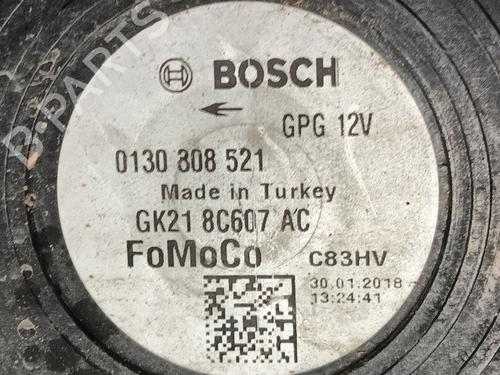 BOSCH
GPG 12V
0130 308 521
Made in Turkey
GK21 8C607 AC
FoMoCo C83HV
30.01.2018
13:24:41
B-PARTS